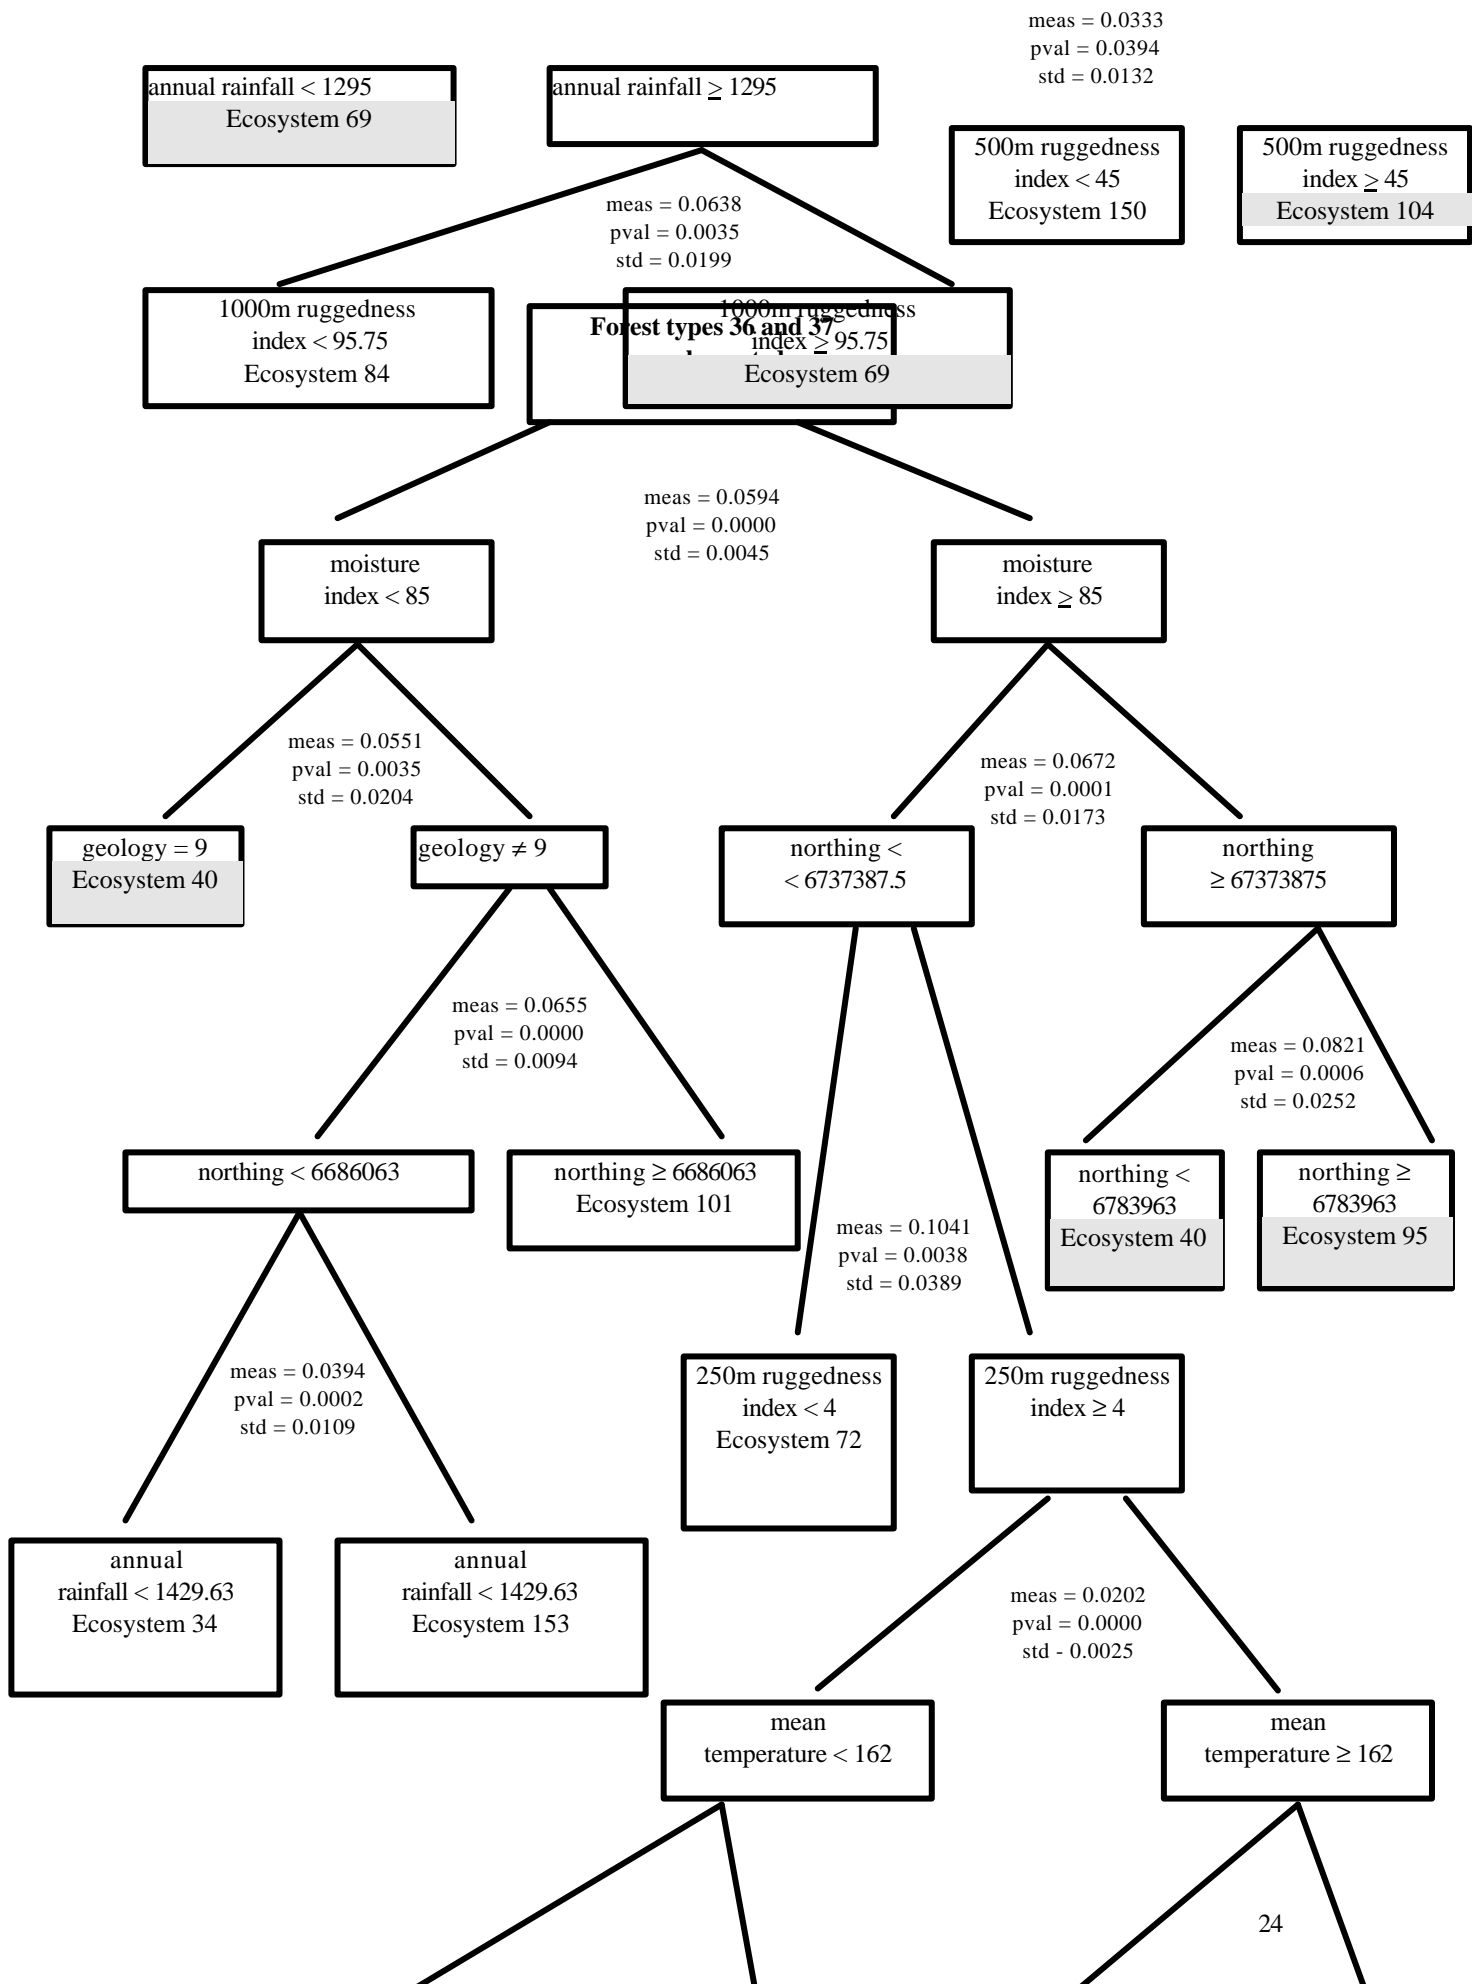 meas = 0.0333
pval = 0.0394
std = 0.0132
annual rainfall < 1295
Ecosystem 69
annual rainfall ≥ 1295
500m ruggedness
index < 45
Ecosystem 150
500m ruggedness
index ≥ 45
Ecosystem 104
meas = 0.0638
pval = 0.0035
std = 0.0199
1000m ruggedness
index < 95.75
Ecosystem 84
1000m ruggedness
index ≥ 95.75
Ecosystem 69
Forest types 36 and 37
meas = 0.0594
pval = 0.0000
std = 0.0045
moisture
index < 85
moisture
index ≥ 85
meas = 0.0551
pval = 0.0035
std = 0.0204
meas = 0.0672
pval = 0.0001
std = 0.0173
geology = 9
Ecosystem 40
geology ≠ 9
northing <
< 6737387.5
northing
≥ 67373875
meas = 0.0655
pval = 0.0000
std = 0.0094
meas = 0.0821
pval = 0.0006
std = 0.0252
northing < 6686063
northing ≥ 6686063
Ecosystem 101
northing <
6783963
Ecosystem 40
northing ≥
6783963
Ecosystem 95
meas = 0.1041
pval = 0.0038
std = 0.0389
meas = 0.0394
pval = 0.0002
std = 0.0109
250m ruggedness
index < 4
Ecosystem 72
250m ruggedness
index ≥ 4
annual
rainfall < 1429.63
Ecosystem 34
annual
rainfall < 1429.63
Ecosystem 153
meas = 0.0202
pval = 0.0000
std - 0.0025
mean
temperature < 162
mean
temperature ≥ 162
24